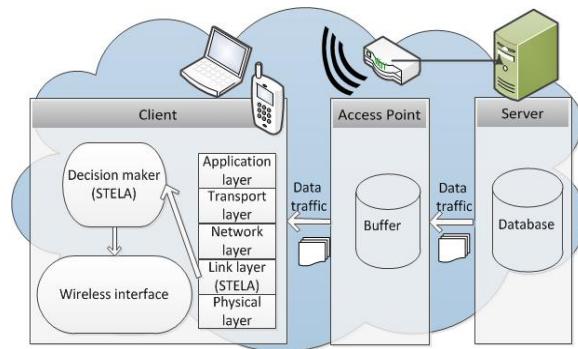 Client
Access Point
Server
Decision maker
(STELA)
Wireless interface
Application
layer
Transport
layer
Network
layer
Link layer
(STELA)
Physical
layer
Data
traffic
Buffer
Data
traffic
Database